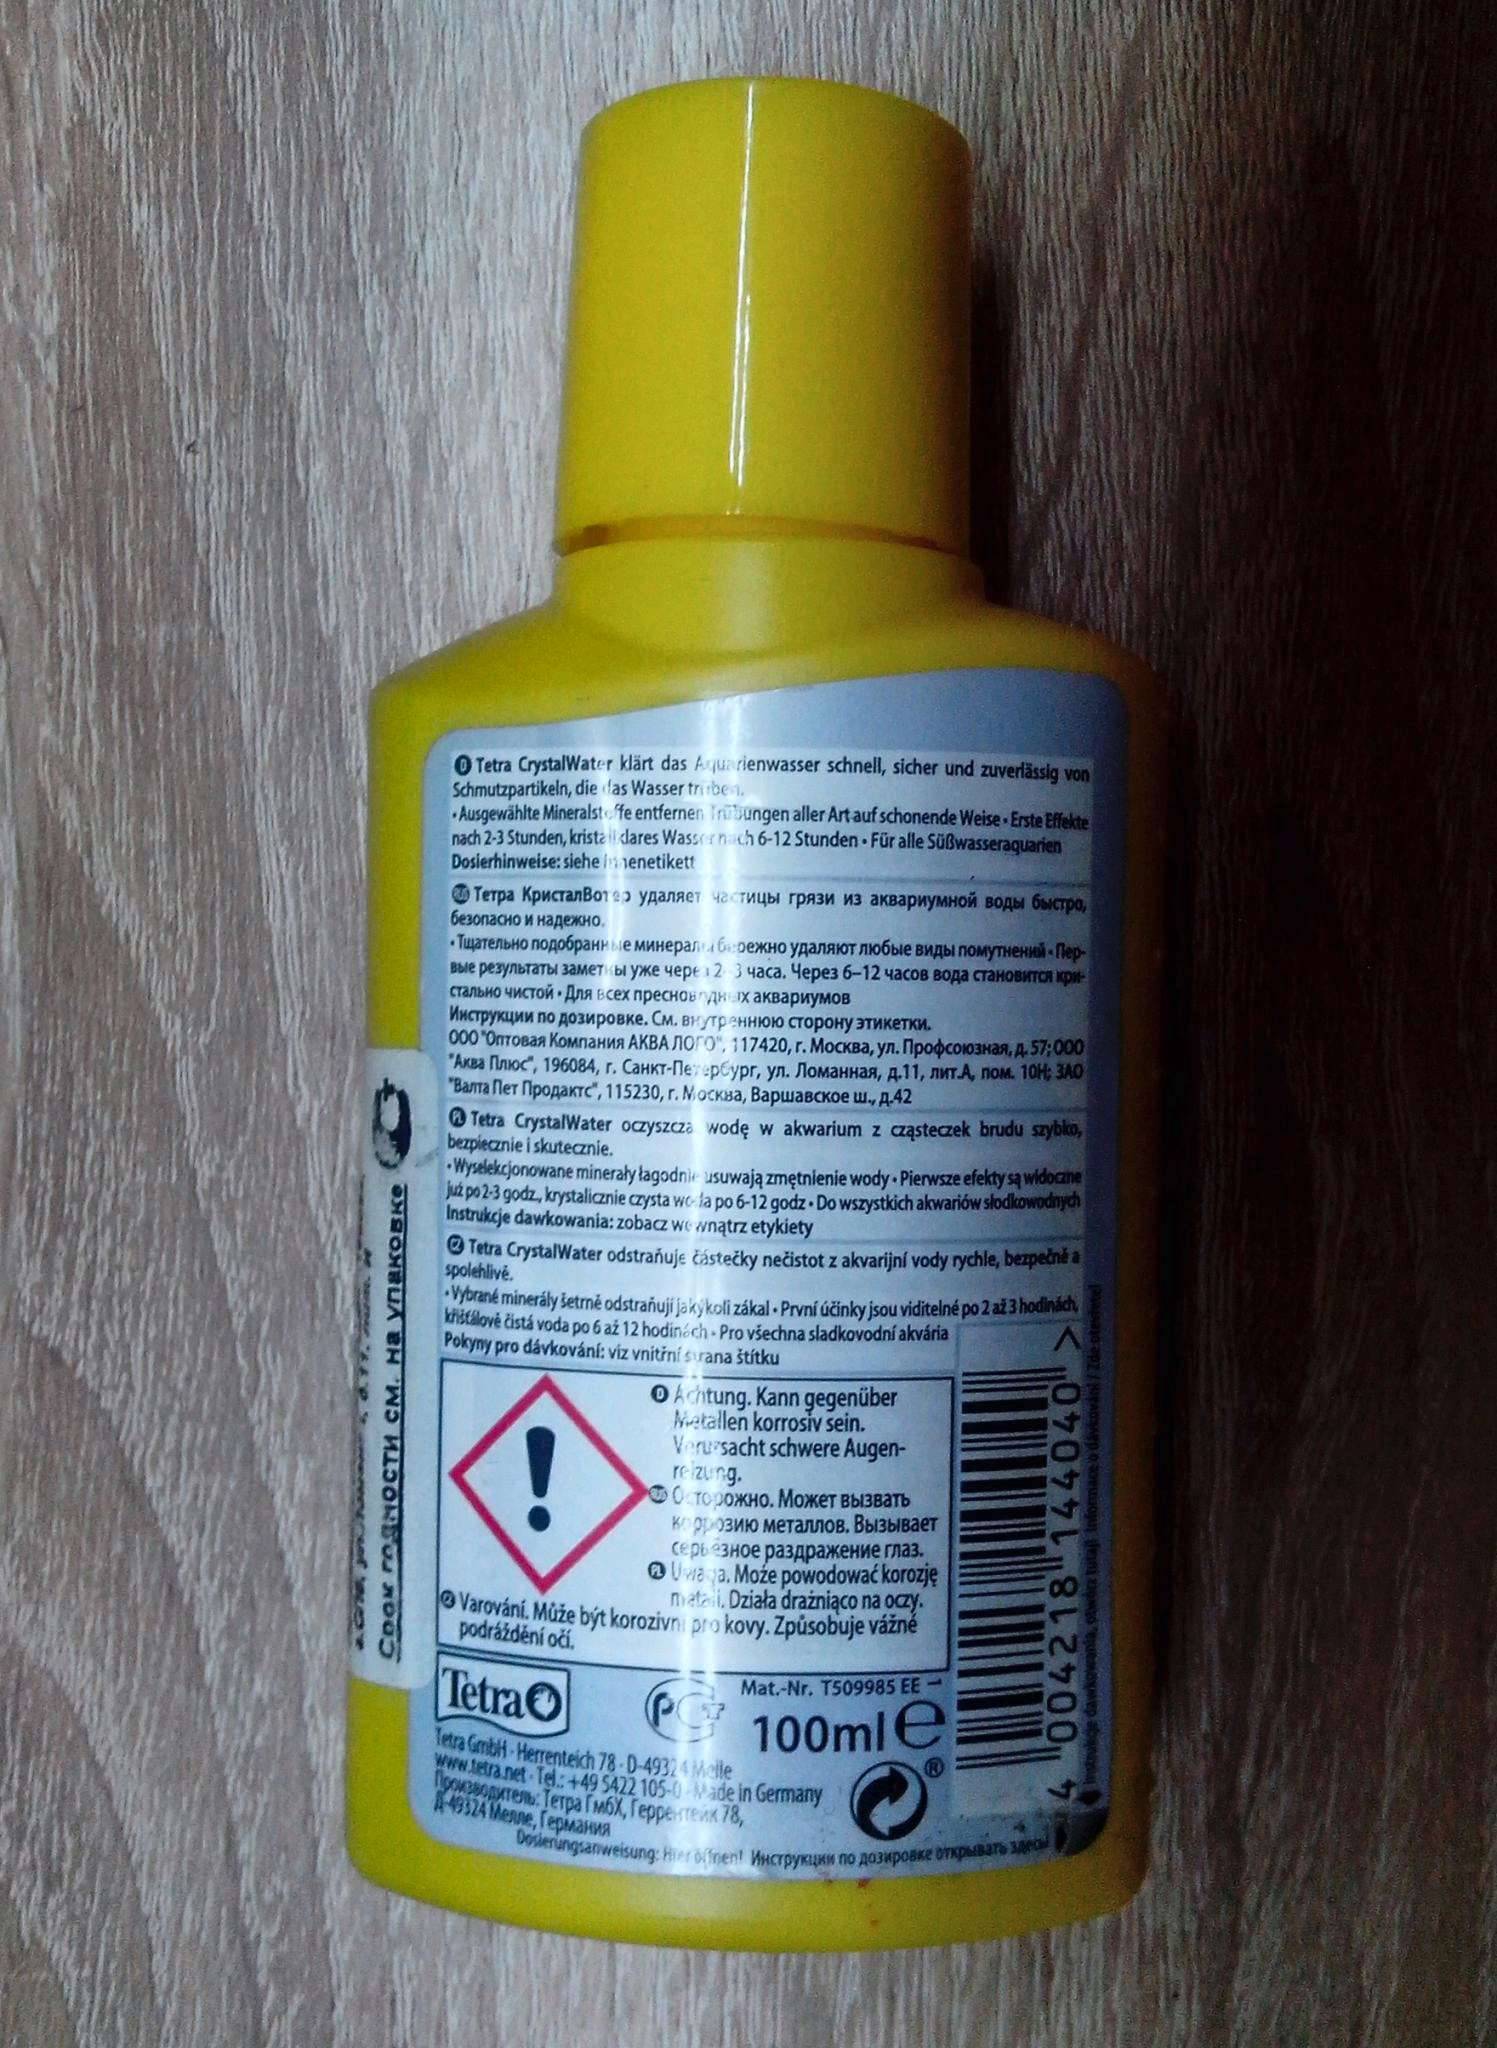 D Tetra CrystalWater klärt das Aquarienwasser schnell, sicher und zuverlässig von
Schmutzpartikeln, die das Wasser trüben.
• Ausgewählte Mineralstoffe entfernen Trübungen aller Art auf schonende Weise • Erste Effekte
nach 2-3 Stunden, kristallklares Wasser nach 6-12 Stunden • Für alle Süßwasseraquarien
Dosierhinweise: siehe Innenetikett
RUS Тетра КристалВотер удаляет частицы грязи из аквариумной воды быстро,
безопасно и надежно.
• Тщательно подобранные минералы бережно удаляют любые виды помутнений • Пер-
вые результаты заметны уже через 2-3 часа. Через 6–12 часов вода становится кри-
стально чистой • Для всех пресноводных аквариумов
Инструкции по дозировке. См. внутреннюю сторону этикетки.
ООО "Оптовая Компания АКВА ЛОГО", 117420, г. Москва, ул. Профсоюзная, д. 57; ООО
"Аква Плюс", 196084, г. Санкт-Петербург, ул. Ломанная, д.11, лит.А, пом. 10Н; ЗАО
"Валта Пет Продактс", 115230, г. Москва, Варшавское ш., д.42
PL Tetra CrystalWater oczyszcza wodę w akwarium z cząsteczek brudu szybko,
bezpiecznie i skutecznie.
• Wyselekcjonowane minerały łagodnie usuwają zmętnienie wody • Pierwsze efekty są widoczne
już po 2-3 godz., krystalicznie czysta woda po 6-12 godz • Do wszystkich akwariów słodkowodnych
Instrukcje dawkowania: zobacz wewnątrz etykiety
CZ Tetra CrystalWater odstraňuje částečky nečistot z akvarijní vody rychle, bezpečně a
spolehlivě.
• Vybrané minerály šetrně odstraňují jakýkoli zákal • První účinky jsou viditelné po 2 až 3 hodinách,
křišťálově čistá voda po 6 až 12 hodinách • Pro všechna sladkovodní akvária
Pokyny pro dávkování: viz vnitřní strana štítku
D Achtung. Kann gegenüber
Metallen korrosiv sein.
Verursacht schwere Augen-
reizung.
RUS Осторожно. Может вызвать
коррозию металлов. Вызывает
серьёзное раздражение глаз.
PL Uwaga. Może powodować korozję
metali. Działa drażniąco na oczy.
CZ Varování. Může být korozivní pro kovy. Způsobuje vážné
podráždění očí.
Tetra
Mat.-Nr. T509985 EE
100ml e
Tetra GmbH · Herrenteich 78 · D-49324 Melle
www.tetra.net · Tel.: +49 5422 105-0 · Made in Germany
Производитель: Тетра ГмбХ, Геррентейк 78,
Д-49324 Мелле, Германия
Dosierungsanweisung: Hier öffnen! Инструкции по дозировке открывать здесь!
4 004218 144040 >
Срок годности см. на упаковке